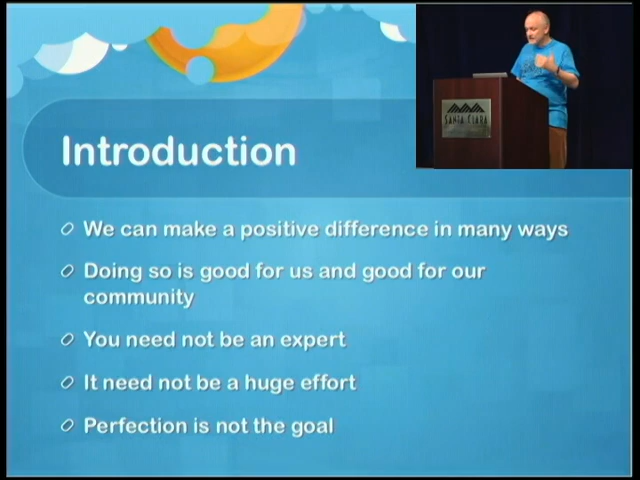 Introduction
We can make a positive difference in many ways
Doing so is good for us and good for our
community
You need not be an expert
It need not be a huge effort
Perfection is not the goal
SANTA CLARA